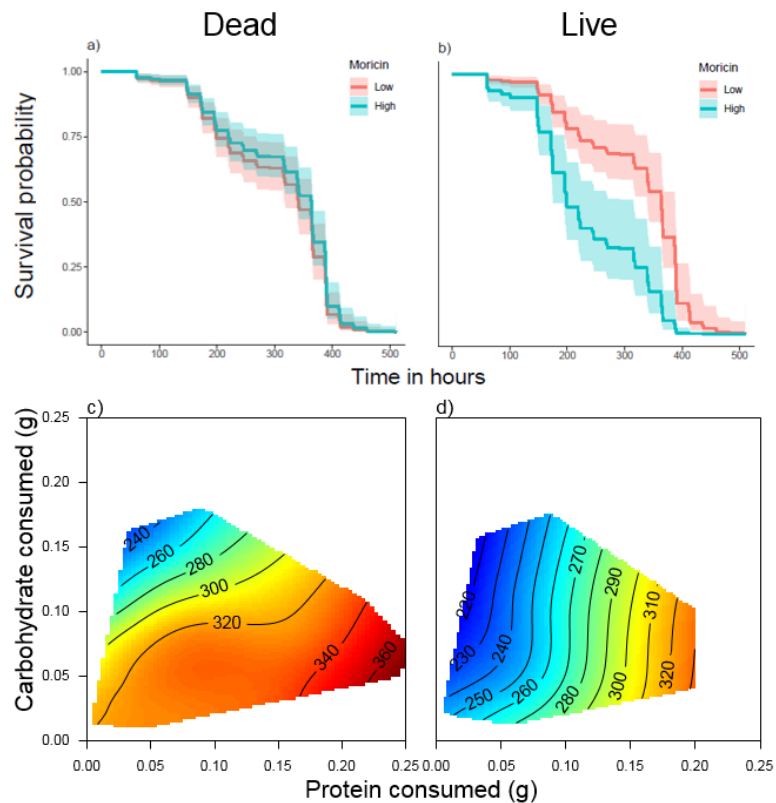 Dead Live
a) b)
Survival probability
1.00
0.75
0.50
0.25
0.00
Moricin
Low
High
Moricin
Low
High
0 100 200 300 400 500
0 100 200 300 400 500
Time in hours
c) d)
Carbohydrate consumed (g)
0.25
0.20
0.15
0.10
0.05
0.00
240
260
280
300
320
340
360
220
230
240
250
260
270
280
290
300
310
320
0.00 0.05 0.10 0.15 0.20 0.25
0.00 0.05 0.10 0.15 0.20 0.25
Protein consumed (g)